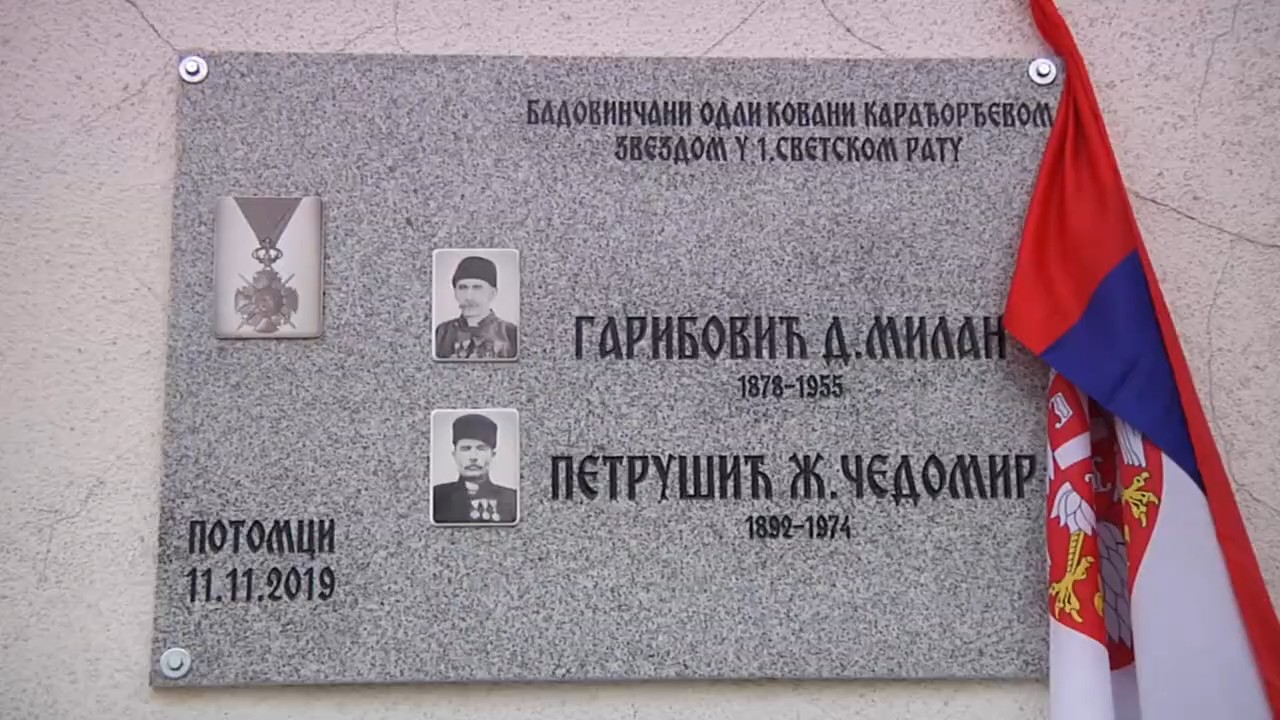 БАДОВИНЧАНИ ОДЛИКОВАНИ КАРАЂОРЂЕВОМ
ЗВЕЗДОМ У 1.СВЕТСКОМ РАТУ
ГАРИБОВИЋ Д.МИЛАН
1878-1955
ПЕТРУШИЋ Ж.ЧЕДОМИР
1892-1974
ПОТОМЦИ
11.11.2019